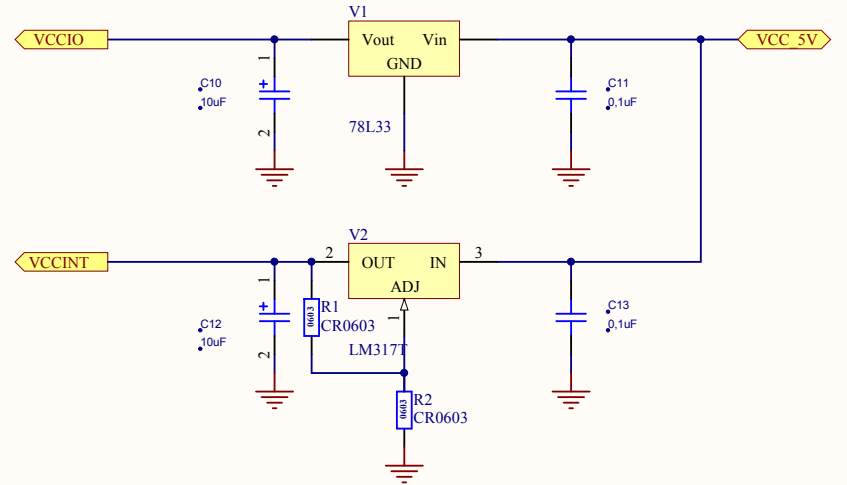 V1
VCCIO
Vout
Vin
VCC_5V
GND
1
+
C10
10uF
2
C11
0,1uF
78L33
V2
VCCINT
2
OUT
IN
3
ADJ
1
+
C12
10uF
2
0603
R1
CR0603
1
LM317T
C13
0,1uF
0603
R2
CR0603